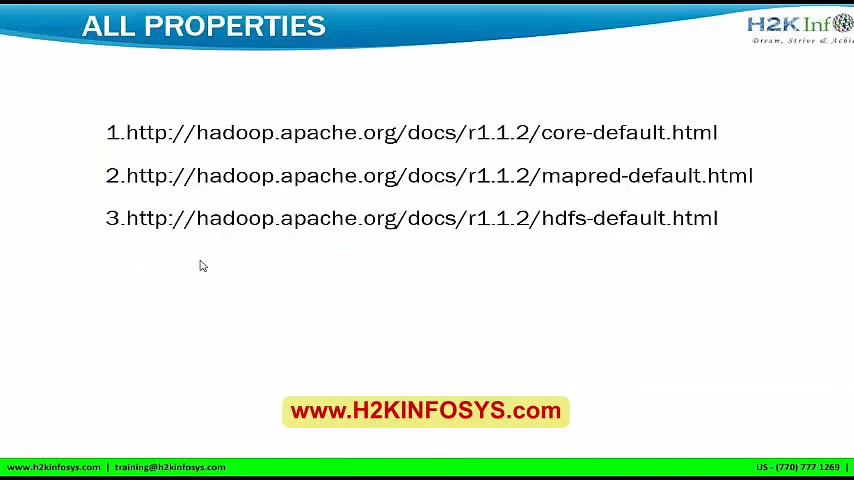 ALL PROPERTIES
H2K Inf
Dream, Strive & Achi
1.http://hadoop.apache.org/docs/r1.1.2/core-default.html
2.http://hadoop.apache.org/docs/r1.1.2/mapred-default.html
3.http://hadoop.apache.org/docs/r1.1.2/hdfs-default.html
www.H2KINFOSYS.com
www.h2kinfosys.com | training@h2kinfosys.com
US - (770) 777 1269 |